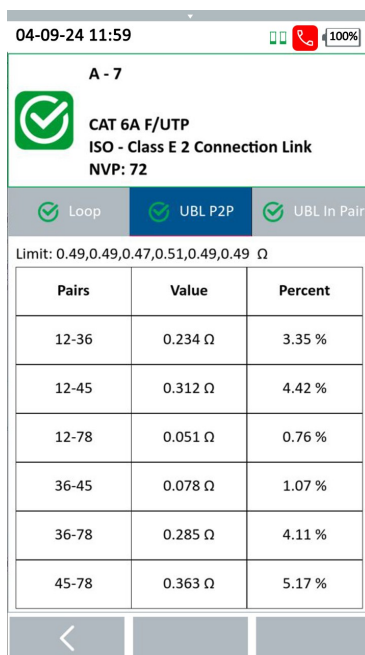 04-09-24 11:59
100%
A - 7
CAT 6A F/UTP
ISO - Class E 2 Connection Link
NVP: 72
Loop
UBL P2P
UBL In Pair
Limit: 0.49,0.49,0.47,0.51,0.49,0.49 Ω
Pairs Value Percent
12-36 0.234 Ω 3.35 %
12-45 0.312 Ω 4.42 %
12-78 0.051 Ω 0.76 %
36-45 0.078 Ω 1.07 %
36-78 0.285 Ω 4.11 %
45-78 0.363 Ω 5.17 %